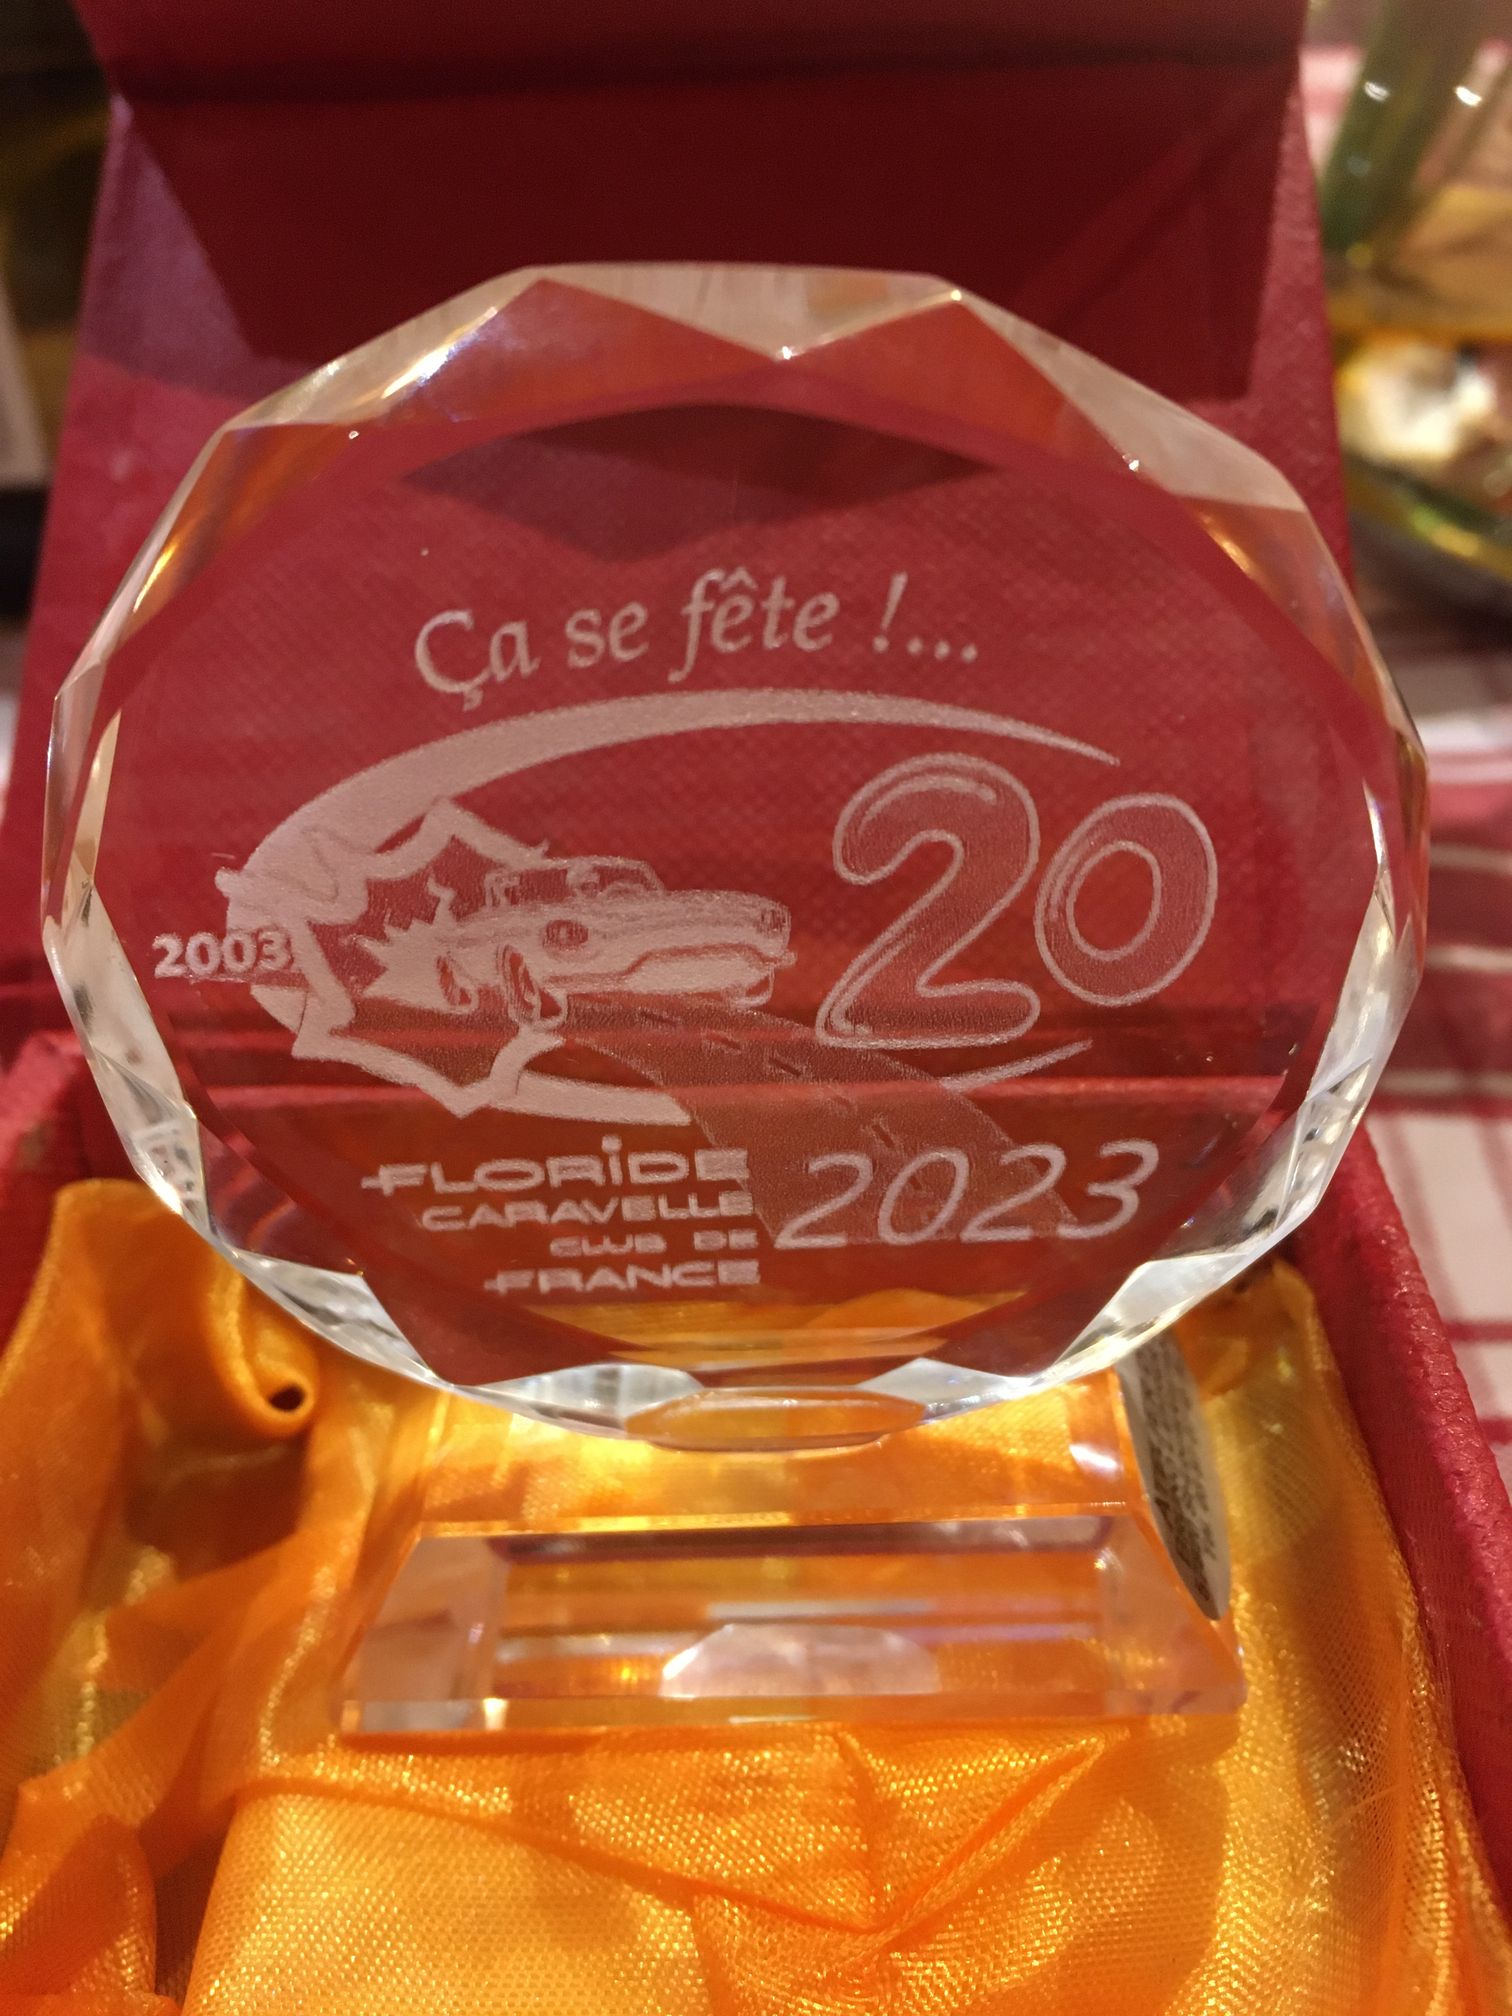 Ça se fête !...
20
2003
FLORiDE
CARAVELLE
CLUB DE
FRANCE
2023